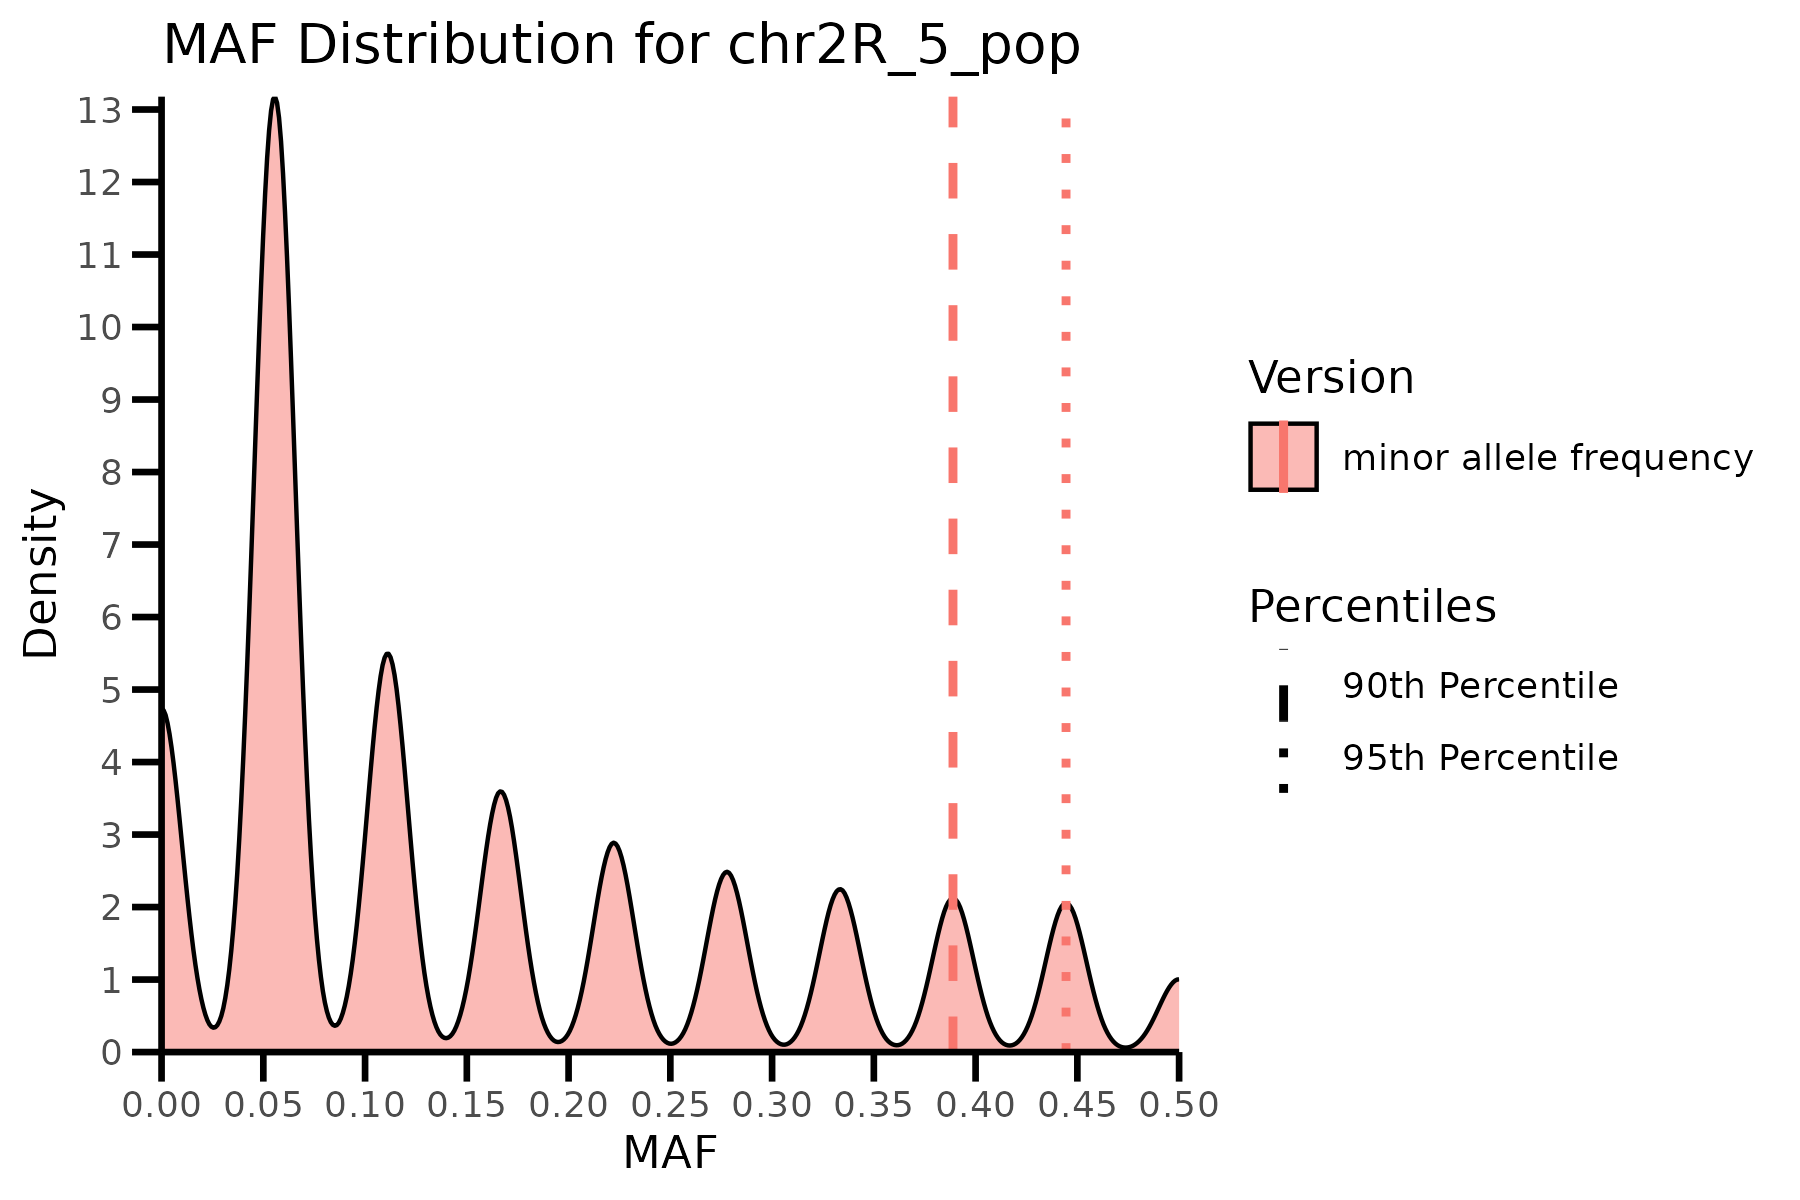 MAF Distribution for chr2R_5_pop
13
12
11
10
9
8
7
6
5
4
3
2
1
0
Density
0.00 0.05 0.10 0.15 0.20 0.25 0.30 0.35 0.40 0.45 0.50
MAF
Version
minor allele frequency
Percentiles
90th Percentile
95th Percentile